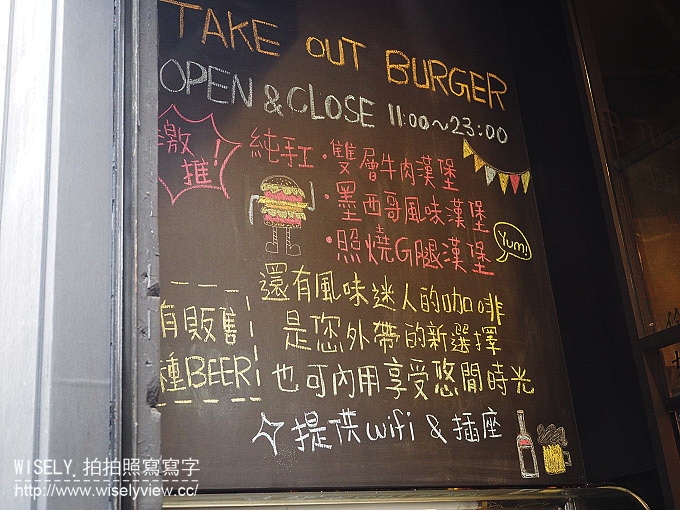 TAKE OUT BURGER
OPEN & CLOSE 11:00~23:00
激推!
純手工・雙層牛肉漢堡
・墨西哥風味漢堡
・照燒G腿漢堡
Yum!
還有風味迷人的咖啡
有販售
是您外帶的新選擇
種BEER
也可內用享受悠閒時光
提供wifi & 插座
WISELY, 拍拍照寫寫字
http://www.wiselyview.cc/